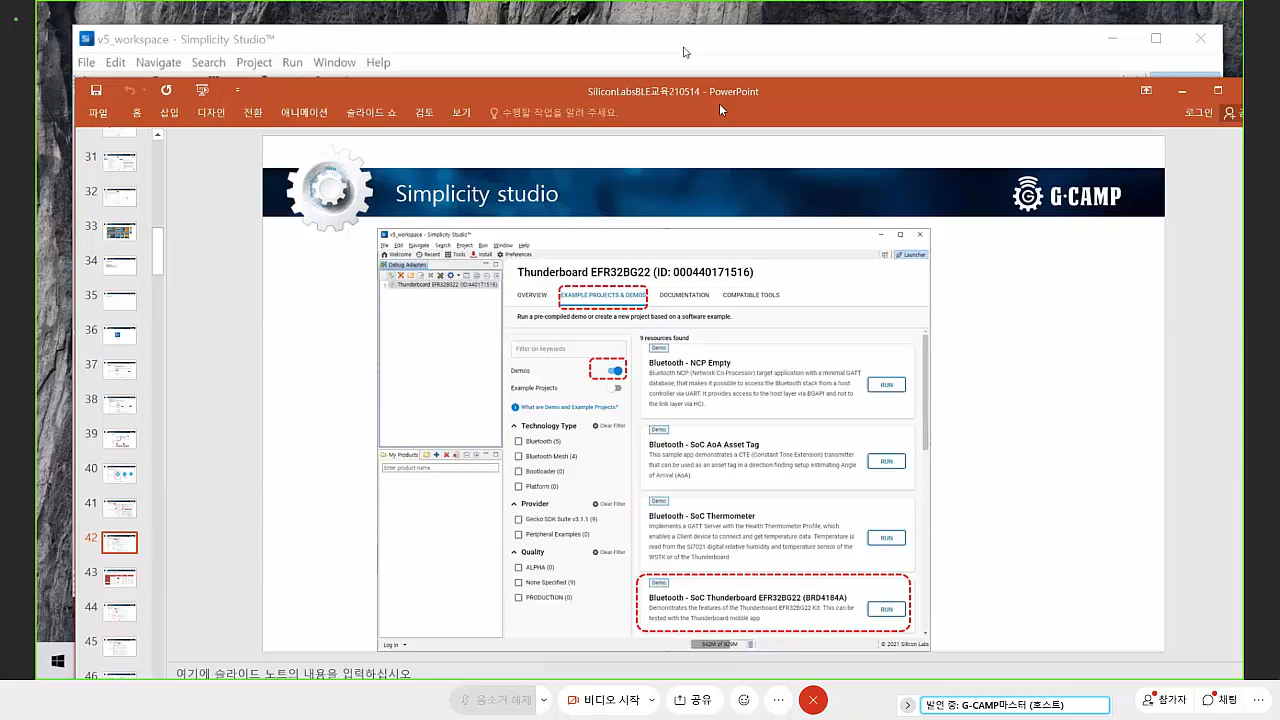 v5_workspace - Simplicity Studio™
File Edit Navigate Search Project Run Window Help
SiliconLabsBLE교육210514 - PowerPoint
파일 홈 삽입 디자인 전환 애니메이션 슬라이드 쇼 검토 보기 수행할 작업을 알려 주세요. 로그인
31
32
33
34
35
36
37
38
39
40
41
42
43
44
45
46
Simplicity studio
G·CAMP
v5_workspace - Simplicity Studio™
File Edit Navigate Search Project Run Window Help
Welcome Recent Tools Install Preferences Launcher
Debug Adapters
Thunderboard EFR32BG22 (ID:440171516)
My Products
Enter product name
Thunderboard EFR32BG22 (ID: 000440171516)
OVERVIEW EXAMPLE PROJECTS & DEMOS DOCUMENTATION COMPATIBLE TOOLS
Run a pre-compiled demo or create a new project based on a software example.
Filter on keywords
Demos
Example Projects
What are Demo and Example Projects?
Technology Type Clear Filter
Bluetooth (5)
Bluetooth Mesh (4)
Bootloader (0)
Platform (0)
Provider Clear Filter
Gecko SDK Suite v3.1.1 (9)
Peripheral Examples (0)
Quality Clear Filter
ALPHA (0)
None Specified (9)
PRODUCTION (0)
9 resources found
Demo
Bluetooth - NCP Empty
Bluetooth NCP (Network Co-Processor) target application with a minimal GATT
database, that makes it possible to access the Bluetooth stack from a host
controller via UART. It provides access to the host layer via BGAPI and not to
the link layer via HCI.
RUN
Demo
Bluetooth - SoC AoA Asset Tag
This sample app demonstrates a CTE (Constant Tone Extension) transmitter
that can be used as an asset tag in a direction finding setup estimating Angle
of Arrival (AoA).
RUN
Demo
Bluetooth - SoC Thermometer
Implements a GATT Server with the Health Thermometer Profile, which
enables a Client device to connect and get temperature data. Temperature is
read from the Si7021 digital relative humidity and temperature sensor of the
WSTK or of the Thunderboard.
RUN
Demo
Bluetooth - SoC Thunderboard EFR32BG22 (BRD4184A)
Demonstrates the features of the Thunderboard EFR32BG22 Kit. This can be
tested with the Thunderboard mobile app
RUN
Log In 542M of 929M © 2021 Silicon Labs
여기에 슬라이드 노트의 내용을 입력하십시오
음소거 해제 비디오 시작 공유 발언 중: G-CAMP마스터 (호스트) 참가자 채팅